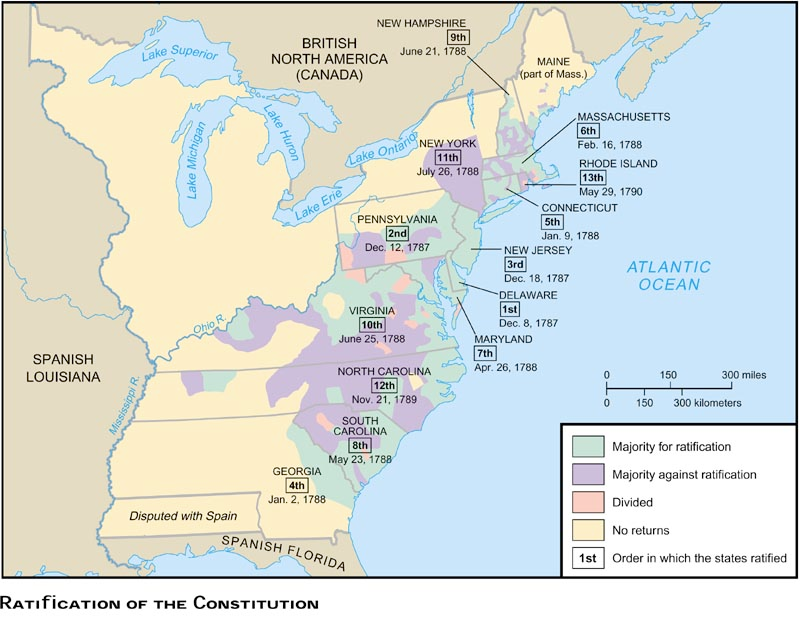 NEW HAMPSHIRE
9th
June 21, 1788
BRITISH
NORTH AMERICA
(CANADA)
MAINE
(part of Mass.)
Lake Superior
Lake Michigan
Lake Huron
Lake Ontario
Lake Erie
NEW YORK
11th
July 26, 1788
MASSACHUSETTS
6th
Feb. 16, 1788
RHODE ISLAND
13th
May 29, 1790
CONNECTICUT
5th
Jan. 9, 1788
PENNSYLVANIA
2nd
Dec. 12, 1787
NEW JERSEY
3rd
Dec. 18, 1787
DELAWARE
1st
Dec. 8, 1787
MARYLAND
7th
Apr. 26, 1788
ATLANTIC
OCEAN
VIRGINIA
10th
June 25, 1788
Ohio R.
SPANISH
LOUISIANA
Mississippi R.
NORTH CAROLINA
12th
Nov. 21, 1789
SOUTH
CAROLINA
8th
May 23, 1788
GEORGIA
4th
Jan. 2, 1788
Disputed with Spain
SPANISH FLORIDA
0 150 300 miles
0 150 300 kilometers
Majority for ratification
Majority against ratification
Divided
No returns
1st Order in which the states ratified
Ratification of the Constitution